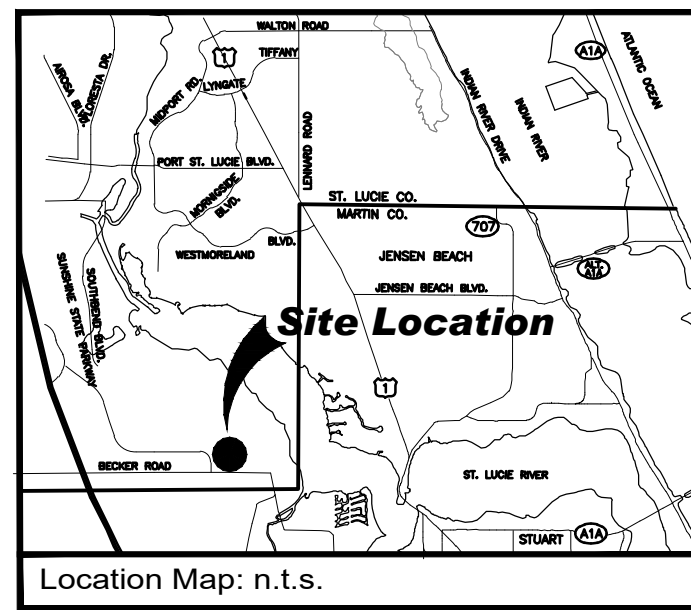 WALTON ROAD
1
TIFFANY
A1A
ATLANTIC OCEAN
LYNGATE
MIDPORT RD.
AIROSA BLVD.
FLORESTA DR.
INDIAN RIVER DRIVE
INDIAN RIVER
LENNARD ROAD
PORT ST. LUCIE BLVD.
MORNIGSIDE
BLVD.
ST. LUCIE CO.
MARTIN CO.
707
WESTMORELAND
BLVD.
JENSEN BEACH
ALT.
A1A
JENSEN BEACH BLVD.
SUNSHINE STATE PARKWAY
SOUTHBEND BLVD.
Site Location
1
BECKER ROAD
ST. LUCIE RIVER
STUART
A1A
Location Map: n.t.s.